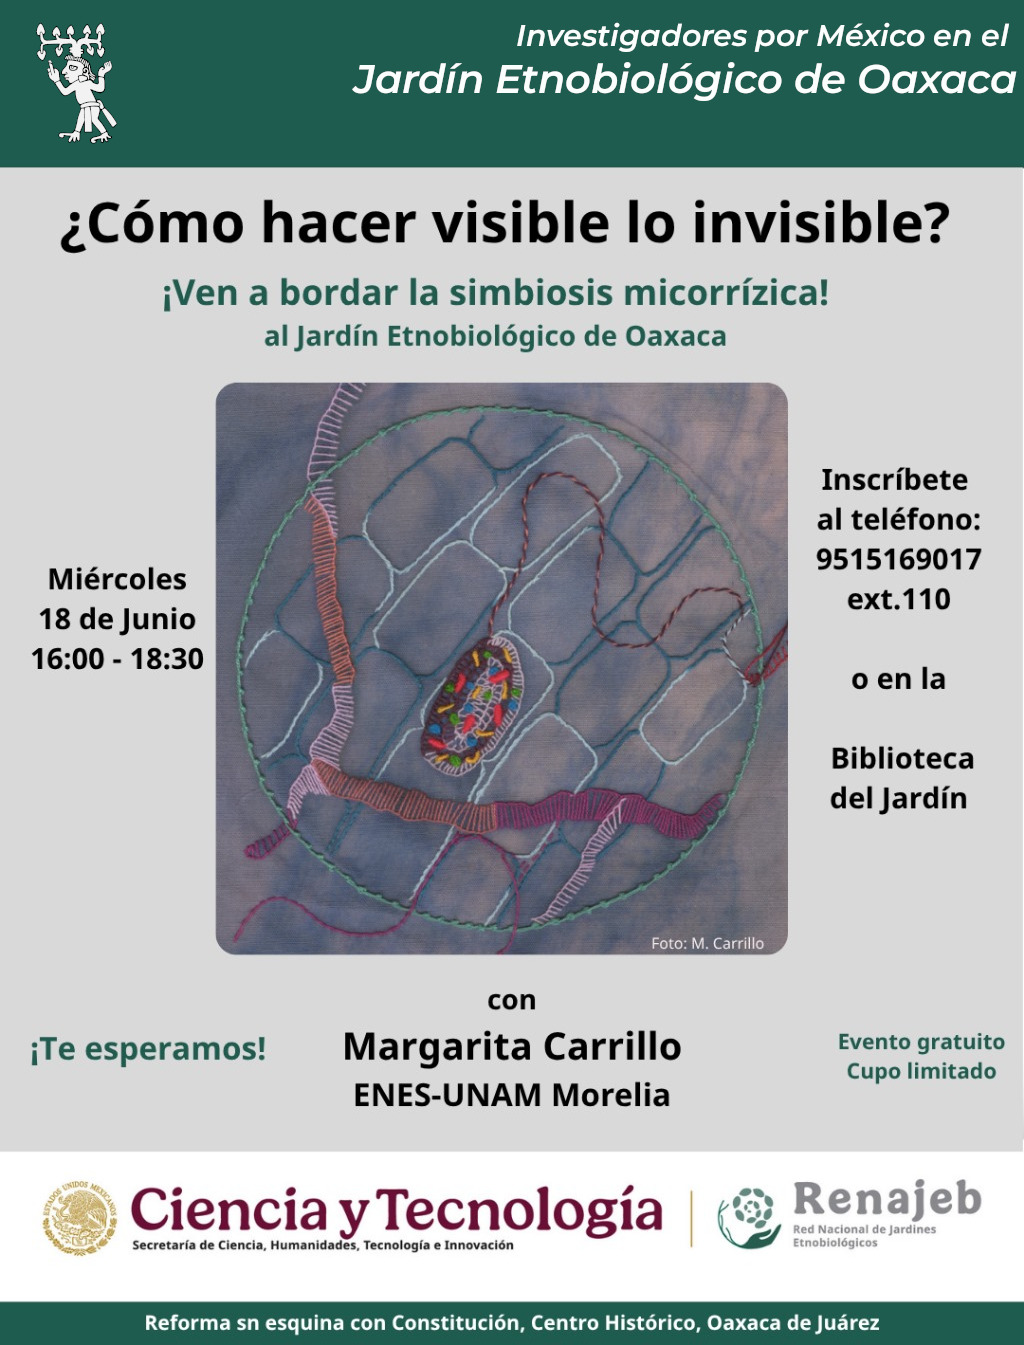 Investigadores por México en el
Jardín Etnobiológico de Oaxaca
¿Cómo hacer visible lo invisible?
¡Ven a bordar la simbiosis micorrízica!
al Jardín Etnobiológico de Oaxaca
Miércoles
18 de Junio
16:00 - 18:30
Inscríbete
al teléfono:
9515169017
ext.110
o en la
Biblioteca
del Jardín
Foto: M. Carrillo
con
Margarita Carrillo
ENES-UNAM Morelia
¡Te esperamos!
Evento gratuito
Cupo limitado
ESTADOS UNIDOS MEXICANOS
Ciencia y Tecnología
Secretaría de Ciencia, Humanidades, Tecnología e Innovación
Renajeb
Red Nacional de Jardines
Etnobiológicos
Reforma sn esquina con Constitución, Centro Histórico, Oaxaca de Juárez